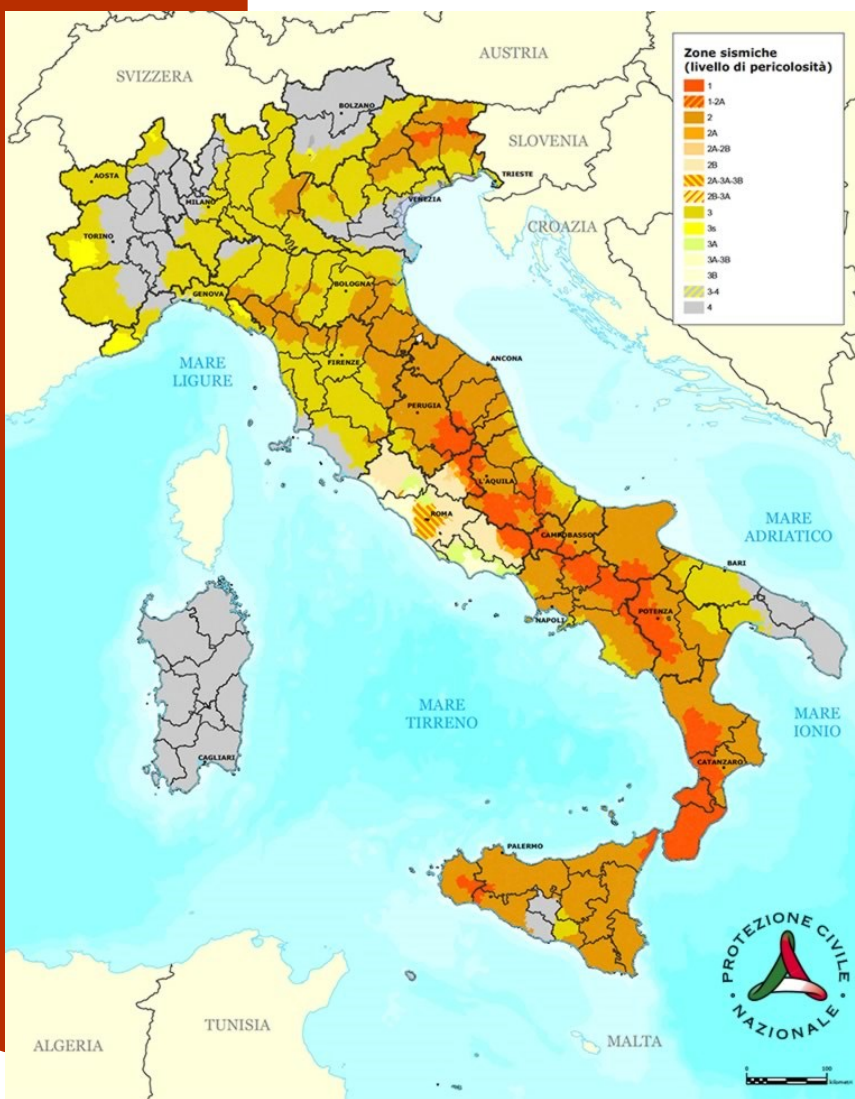 AUSTRIA
SVIZZERA
BOLZANO
SLOVENIA
AOSTA
TRIESTE
MILANO
VENEZIA
CROAZIA
TORINO
BOLOGNA
GENOVA
MARE
LIGURE
FIRENZE
ANCONA
PERUGIA
L'AQUILA
ROMA
CAMPOBASSO
MARE
ADRIATICO
BARI
NAPOLI
POTENZA
MARE
TIRRENO
MARE
IONIO
CAGLIARI
CATANZARO
PALERMO
ALGERIA
TUNISIA
MALTA
Zone sismiche
(livello di pericolosità)
1
1-2A
2
2A
2A-2B
2B
2A-3A-3B
2B-3A
3
3s
3A
3A-3B
3B
3-4
4
PROTEZIONE CIVILE
NAZIONALE
0 100
kilometri